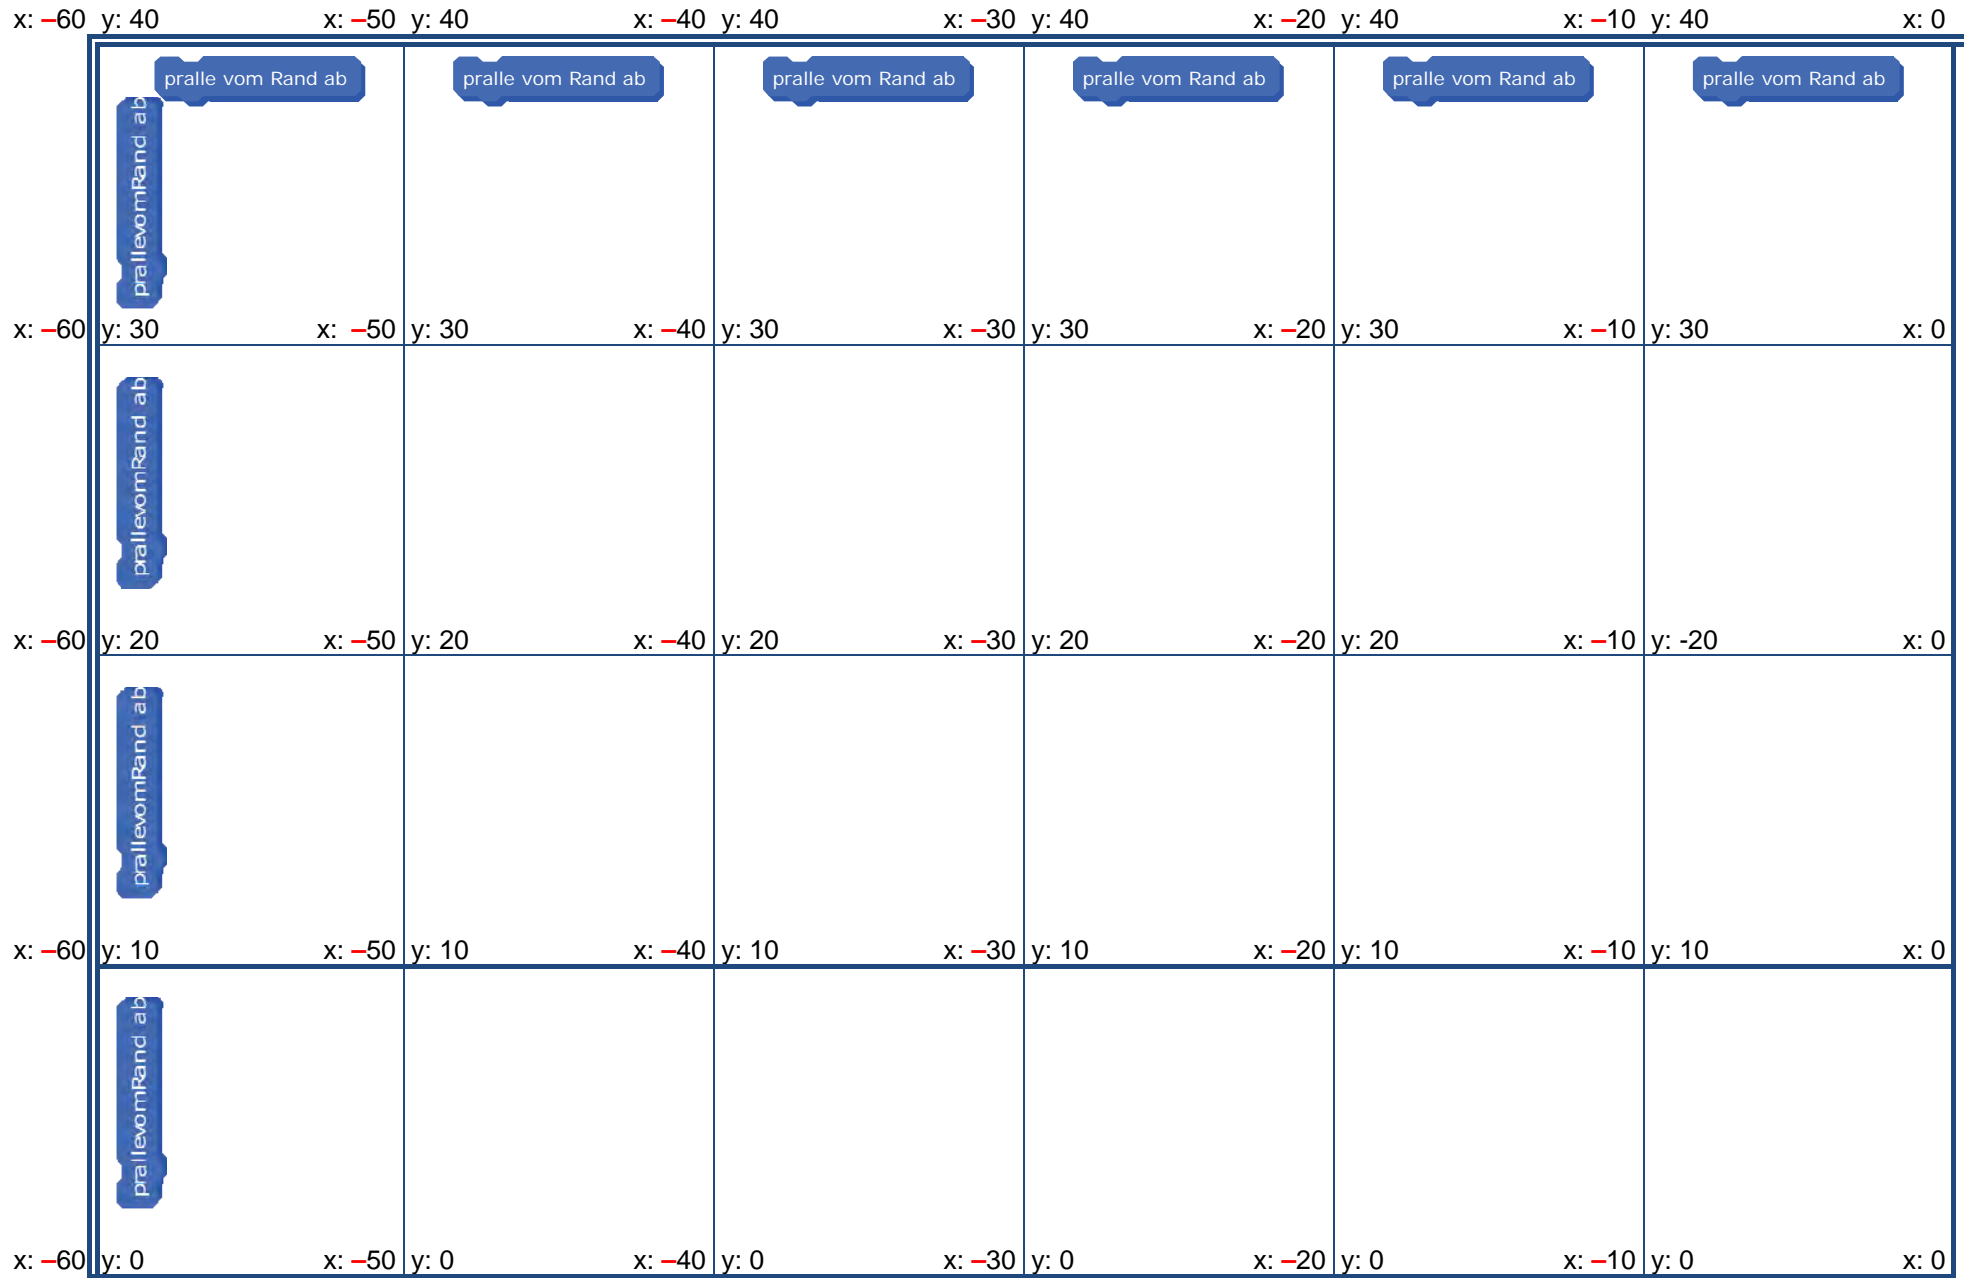 x: –60 y: 40 x: –50 y: 40 x: –40 y: 40 x: –30 y: 40 x: –20 y: 40 x: –10 y: 40 x: 0
pralle vom Rand ab pralle vom Rand ab pralle vom Rand ab pralle vom Rand ab pralle vom Rand ab pralle vom Rand ab
pralle vom Rand ab
x: –60 y: 30 x: –50 y: 30 x: –40 y: 30 x: –30 y: 30 x: –20 y: 30 x: –10 y: 30 x: 0
pralle vom Rand ab
x: –60 y: 20 x: –50 y: 20 x: –40 y: 20 x: –30 y: 20 x: –20 y: 20 x: –10 y: -20 x: 0
pralle vom Rand ab
x: –60 y: 10 x: –50 y: 10 x: –40 y: 10 x: –30 y: 10 x: –20 y: 10 x: –10 y: 10 x: 0
pralle vom Rand ab
x: –60 y: 0 x: –50 y: 0 x: –40 y: 0 x: –30 y: 0 x: –20 y: 0 x: –10 y: 0 x: 0